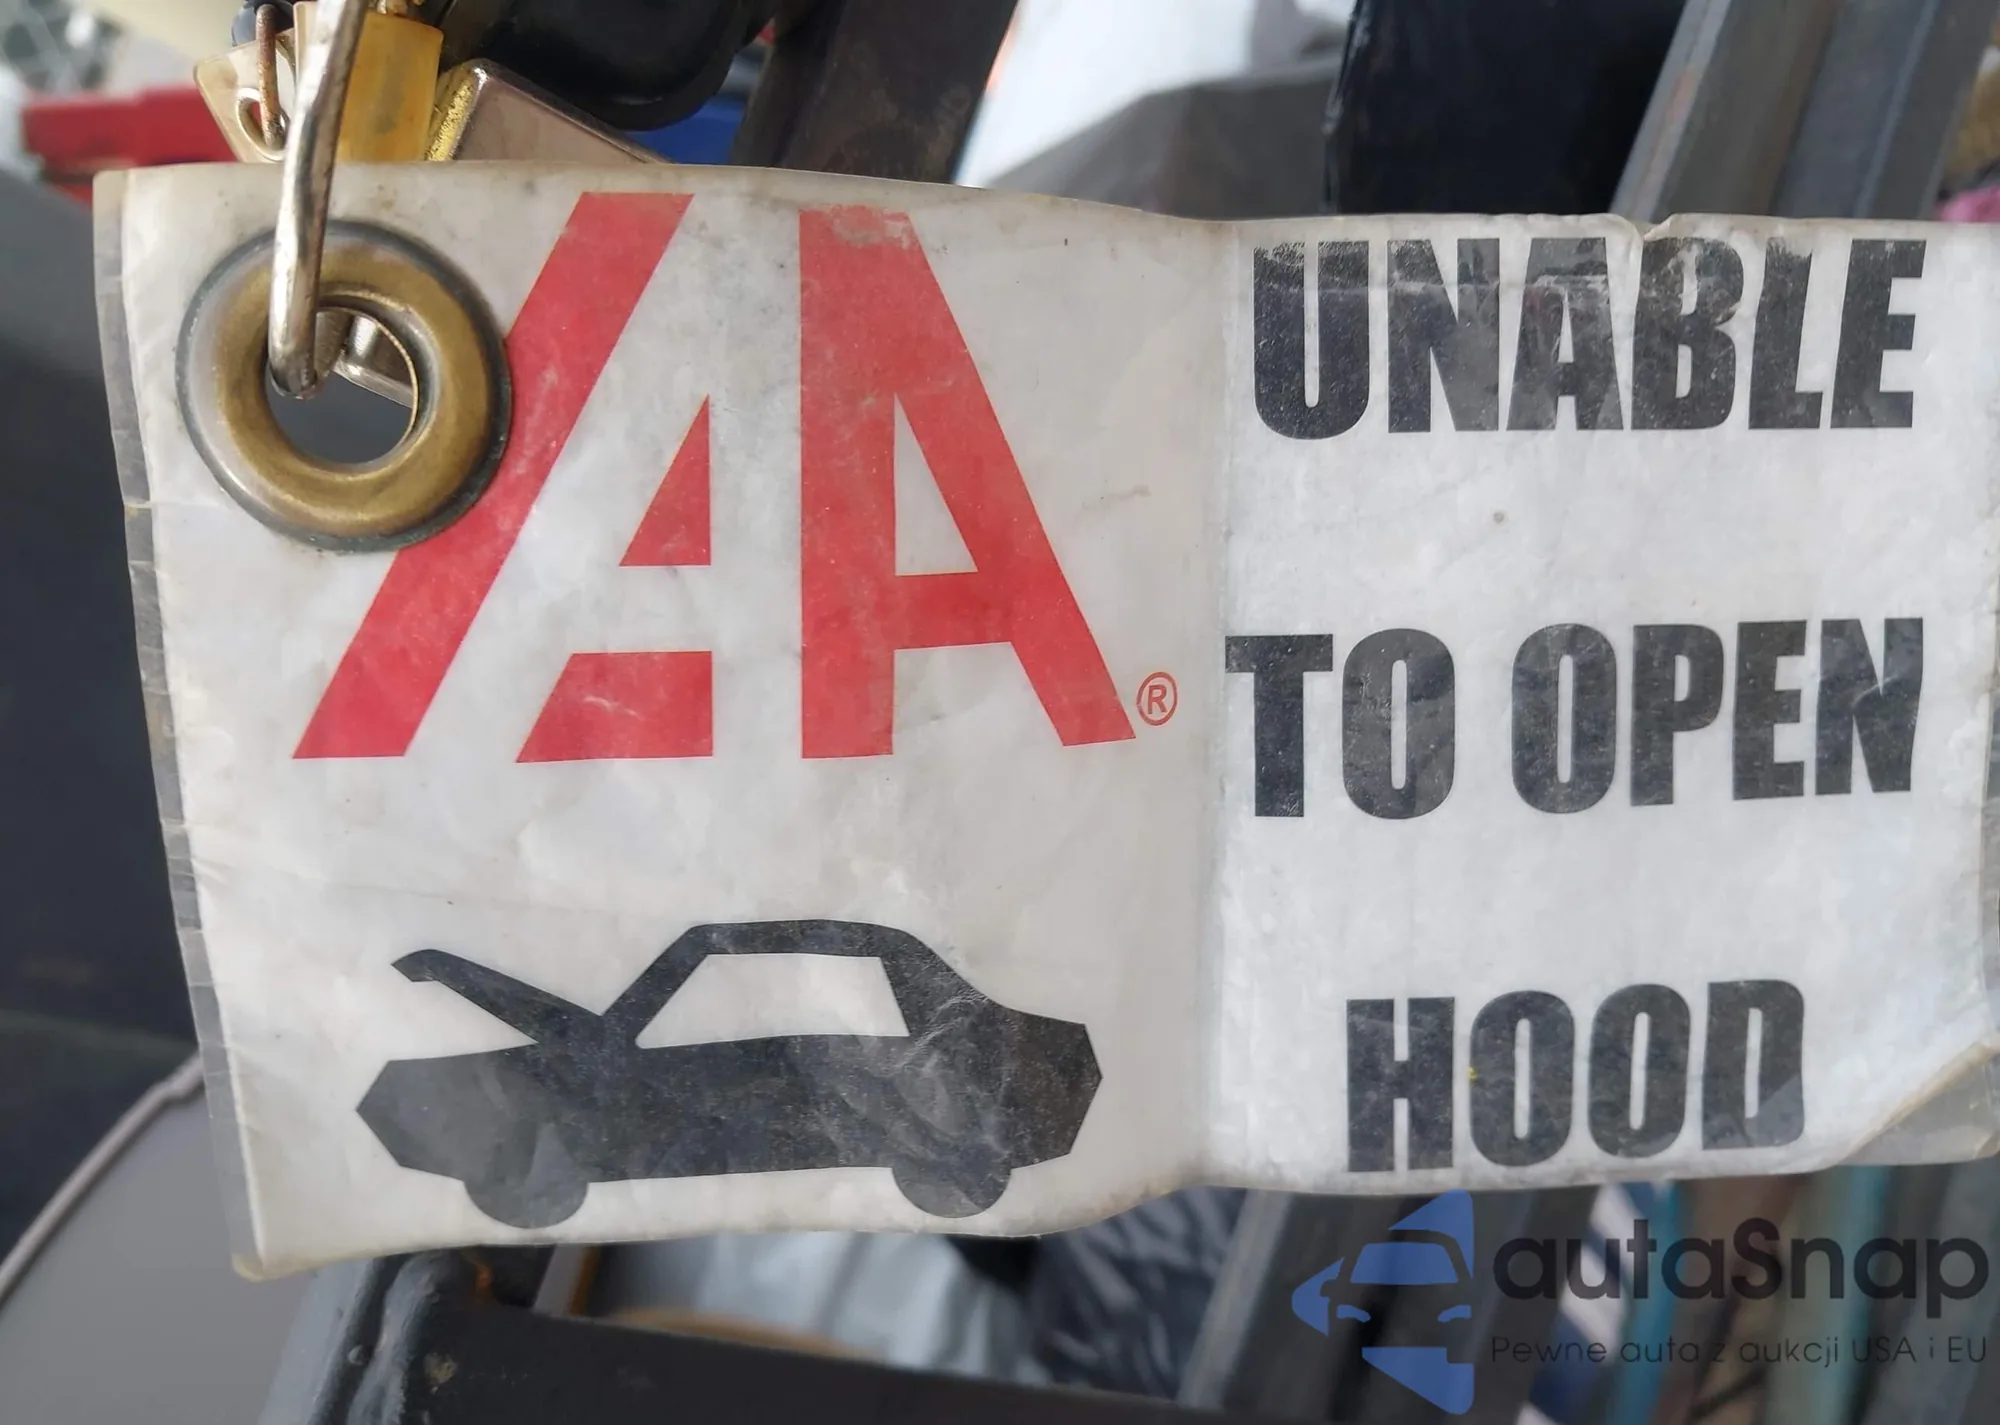 IAA®
UNABLE
TO OPEN
HOOD
autaSnap
Pewne auta z aukcji USA i EU